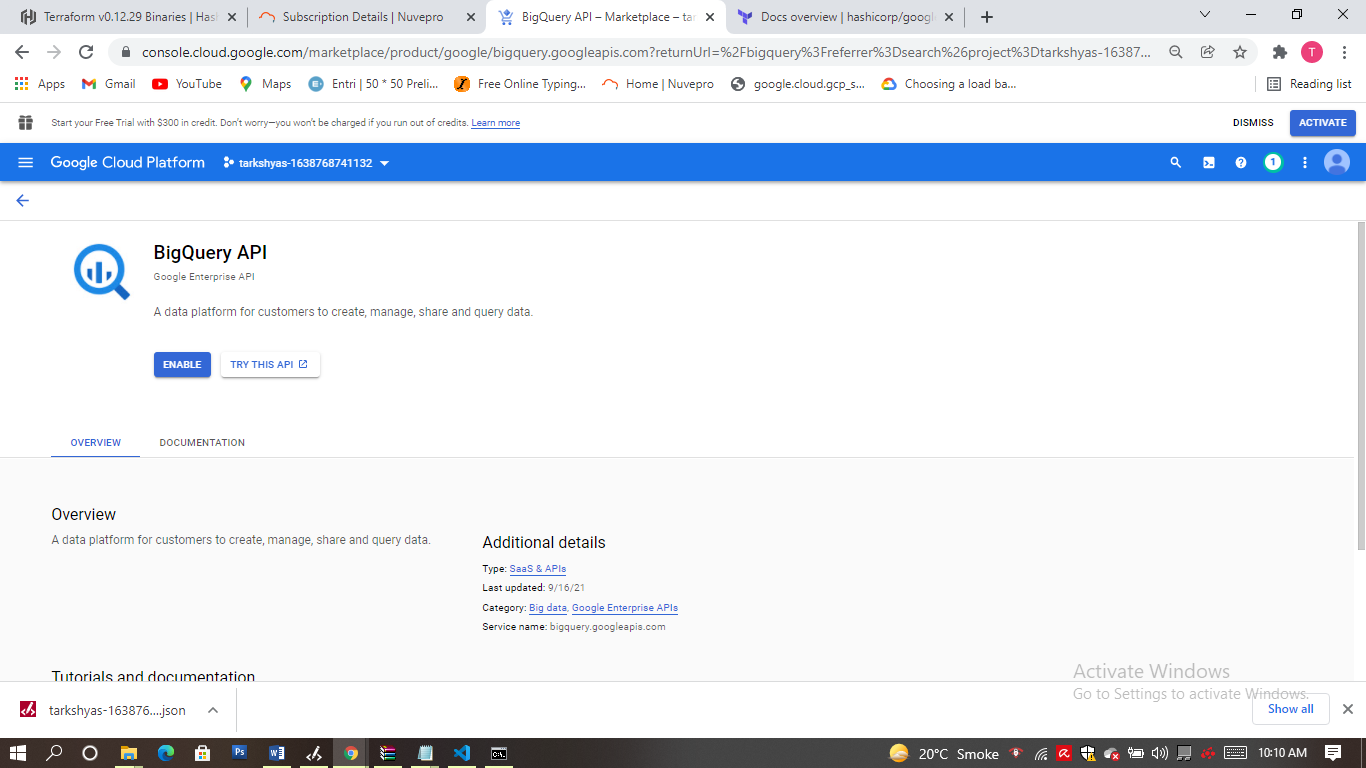 Terraform v0.12.29 Binaries | Has
Subscription Details | Nuvepro
BigQuery API – Marketplace – tar
Docs overview | hashicorp/googl
console.cloud.google.com/marketplace/product/google/bigquery.googleapis.com?returnUrl=%2Fbigquery%3Freferrer%3Dsearch%26project%3Dtarkshyas-16387...
T
Apps
Gmail
YouTube
Maps
Entri | 50 * 50 Preli...
Free Online Typing...
Home | Nuvepro
google.cloud.gcp_s...
Choosing a load ba...
Reading list
Start your Free Trial with $300 in credit. Don't worry—you won't be charged if you run out of credits. Learn more
DISMISS
ACTIVATE
Google Cloud Platform
tarkshyas-1638768741132
1
BigQuery API
Google Enterprise API
A data platform for customers to create, manage, share and query data.
ENABLE
TRY THIS API
OVERVIEW
DOCUMENTATION
Overview
A data platform for customers to create, manage, share and query data.
Additional details
Type: SaaS & APIs
Last updated: 9/16/21
Category: Big data, Google Enterprise APIs
Service name: bigquery.googleapis.com
Tutorials and documentation
Activate Windows
Go to Settings to activate Windows.
tarkshyas-163876....json
Show all
Ps
20°C Smoke
10:10 AM